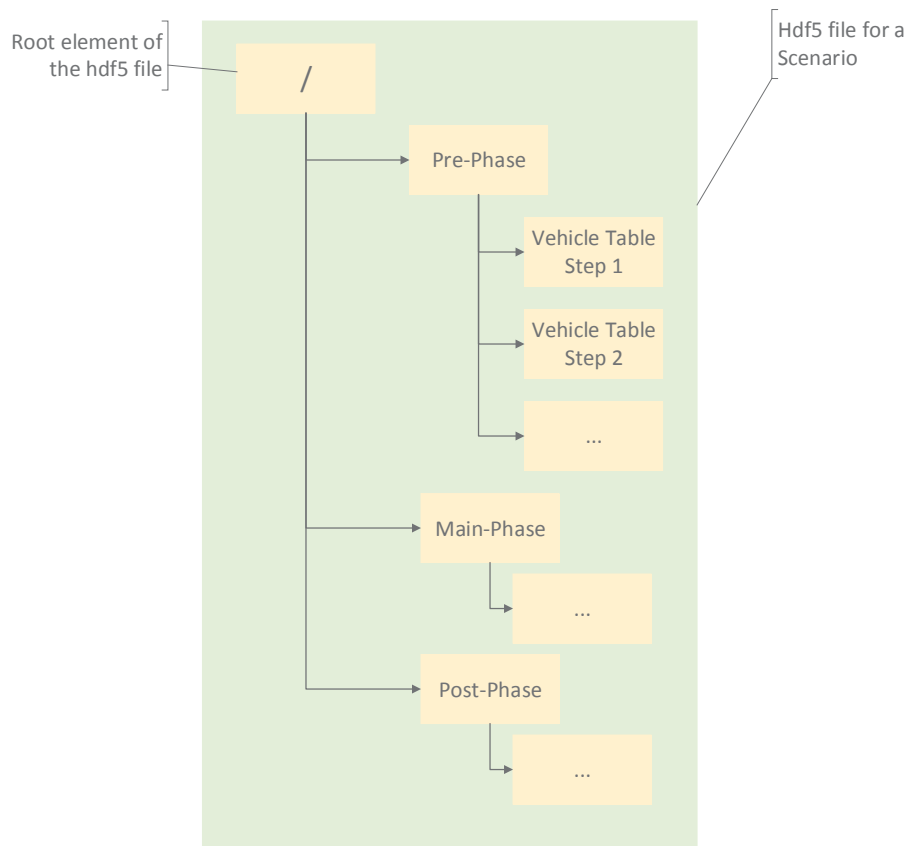 Root element of
the hdf5 file
Hdf5 file for a
Scenario
/
Pre-Phase
Vehicle Table
Step 1
Vehicle Table
Step 2
...
Main-Phase
...
Post-Phase
...